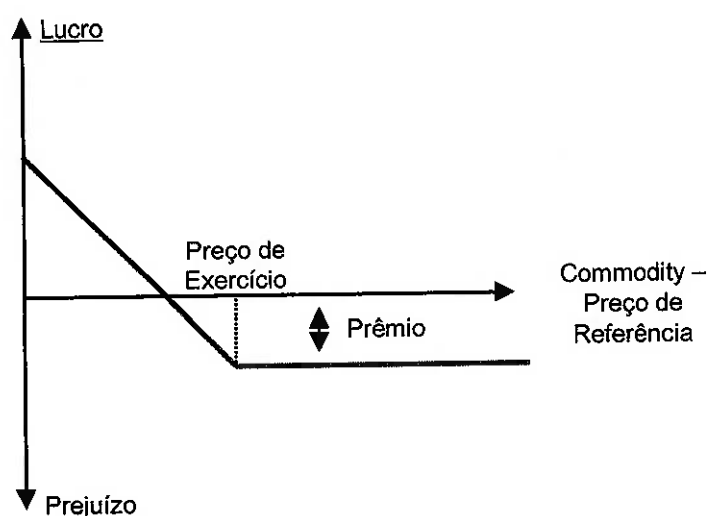 Lucro
Preço de
Exercício
Commodity –
Preço de
Referência
Prêmio
Prejuízo